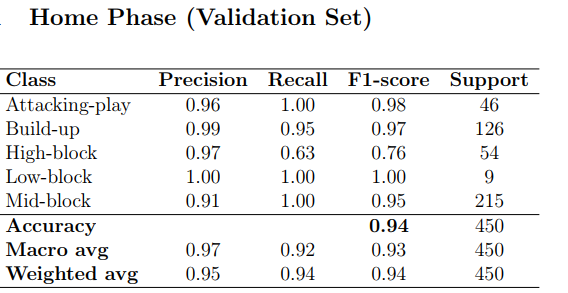 Home Phase (Validation Set)
Class Precision Recall F1-score Support
Attacking-play 0.96 1.00 0.98 46
Build-up 0.99 0.95 0.97 126
High-block 0.97 0.63 0.76 54
Low-block 1.00 1.00 1.00 9
Mid-block 0.91 1.00 0.95 215
Accuracy 0.94 450
Macro avg 0.97 0.92 0.93 450
Weighted avg 0.95 0.94 0.94 450